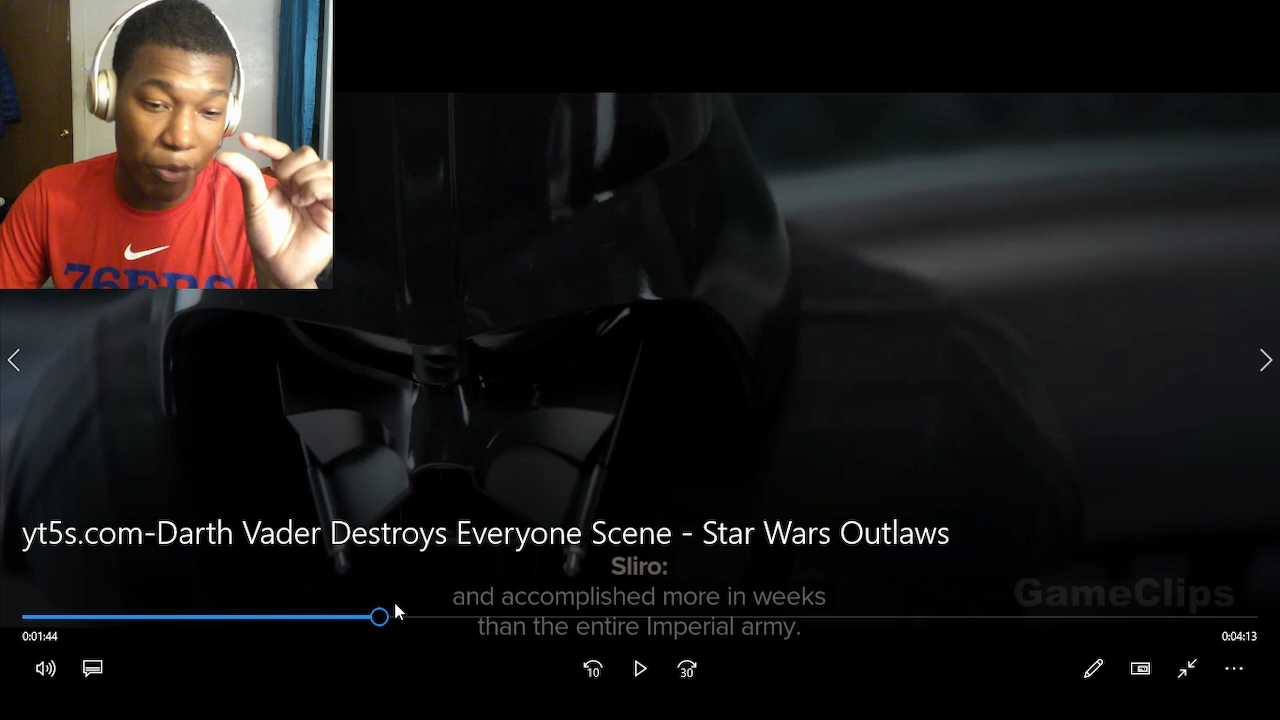 76ERS
yt5s.com-Darth Vader Destroys Everyone Scene - Star Wars Outlaws
Sliro:
and accomplished more in weeks
than the entire Imperial army.
GameClips
0:01:44
0:04:13
10
30